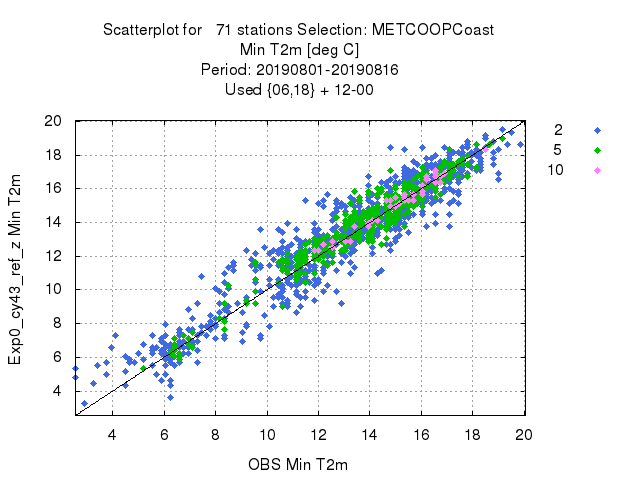 Scatterplot for 71 stations Selection: METCOOPCoast
Min T2m [deg C]
Period: 20190801-20190816
Used {06,18} + 12-00
20
18
16
14
12
10
8
6
4
Exp0_cy43_ref_z Min T2m
4 6 8 10 12 14 16 18 20
OBS Min T2m
2
5
10